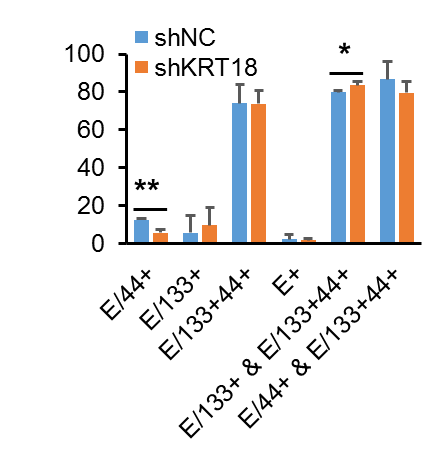 shNC
shKRT18
100
80
60
40
20
0
**
*
E/44+
E/133+
E/133+44+
E+
E/133+ & E/133+44+
E/44+ & E/133+44+